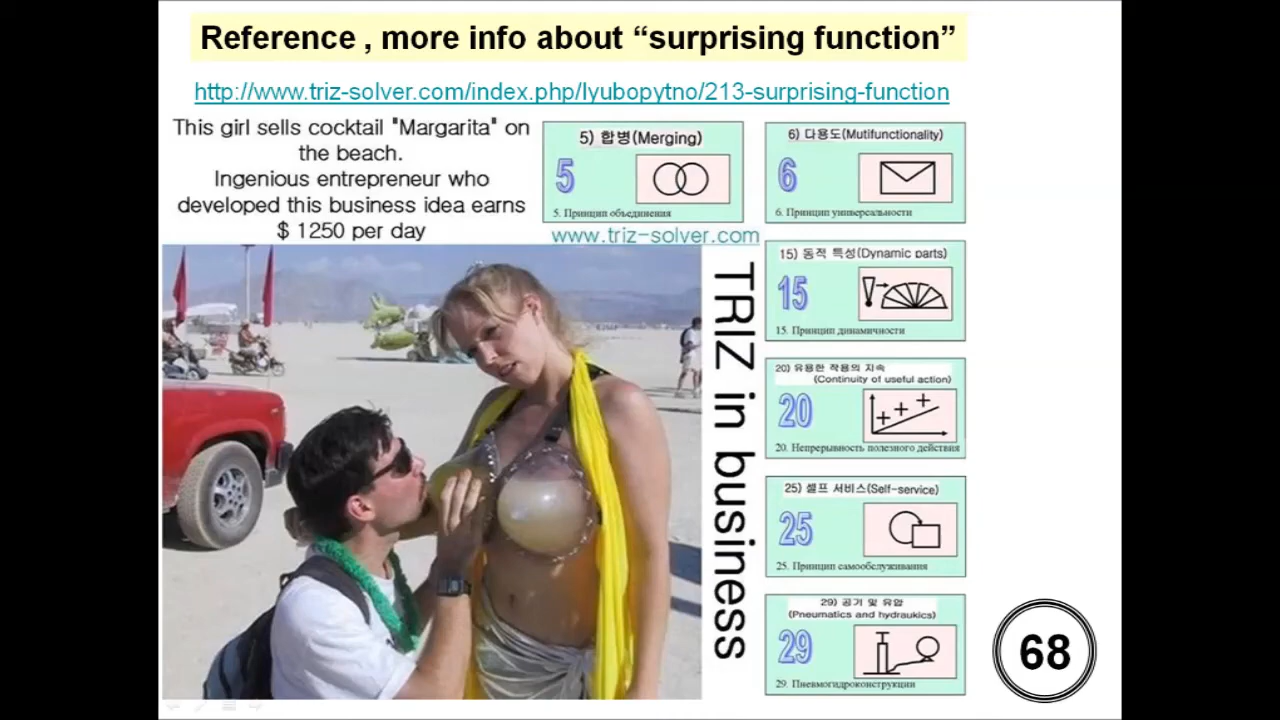 Reference , more info about “surprising function”
http://www.triz-solver.com/index.php/lyubopytno/213-surprising-function
This girl sells cocktail "Margarita" on
the beach.
Ingenious entrepreneur who
developed this business idea earns
$ 1250 per day
5) 합병(Merging)
5
5. Принцип объединения
www.triz-solver.com
6) 다용도(Mutifunctionality)
6
6. Принцип универсальности
TRIZ in business
15) 동적 특성(Dynamic parts)
15
15. Принцип динамичности
20) 유용한 작용의 지속
(Continuity of useful action)
20
20. Непрерывность полезного действия
25) 셀프 서비스(Self-service)
25
25. Принцип самообслуживания
29) 공기 및 유압
(Pneumatics and hydraukics)
29
29. Пневмогидроконструкции
68